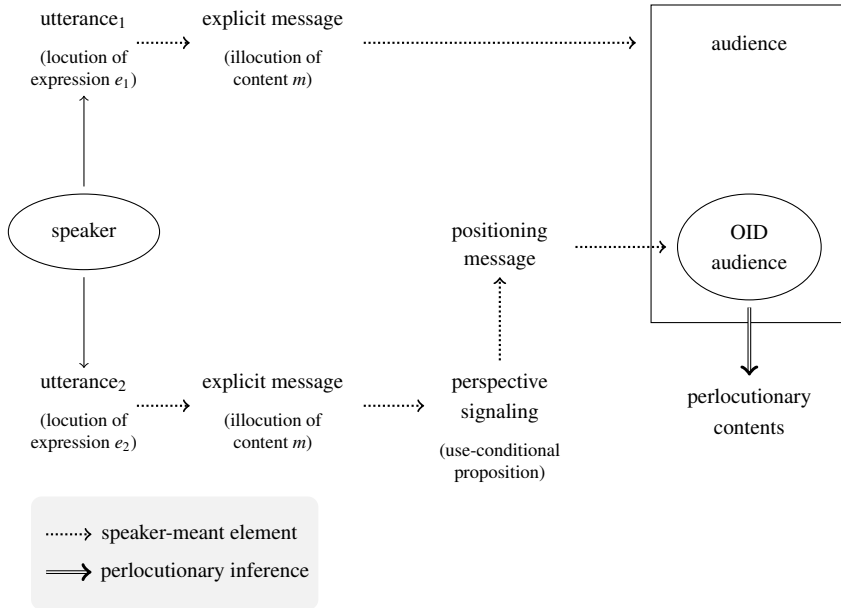 utterance₁
(locution of
expression e₁)
explicit message
(illocution of
content m)
audience
speaker
positioning
message
OID
audience
utterance₂
(locution of
expression e₂)
explicit message
(illocution of
content m)
perspective
signaling
(use-conditional
proposition)
perlocutionary
contents
speaker-meant element
perlocutionary inference